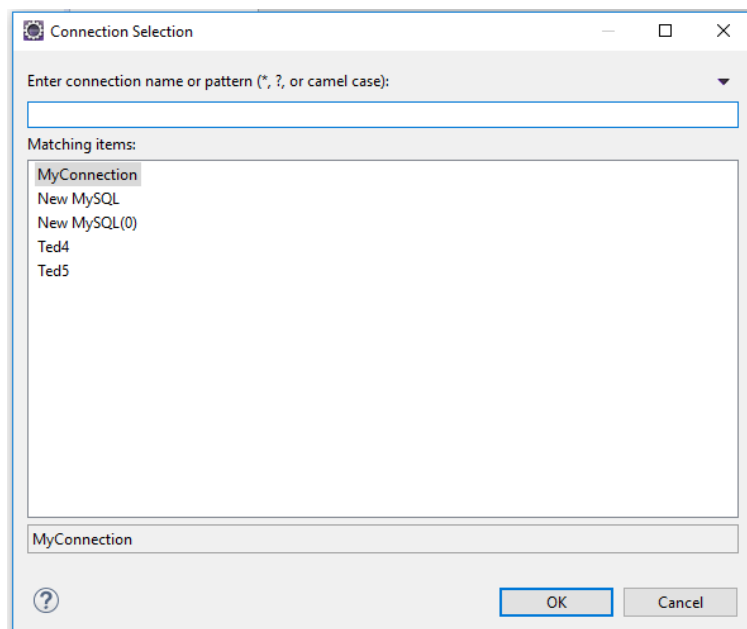 Connection Selection
Enter connection name or pattern (*, ?, or camel case):
Matching items:
MyConnection
New MySQL
New MySQL(0)
Ted4
Ted5
MyConnection
?
OK Cancel